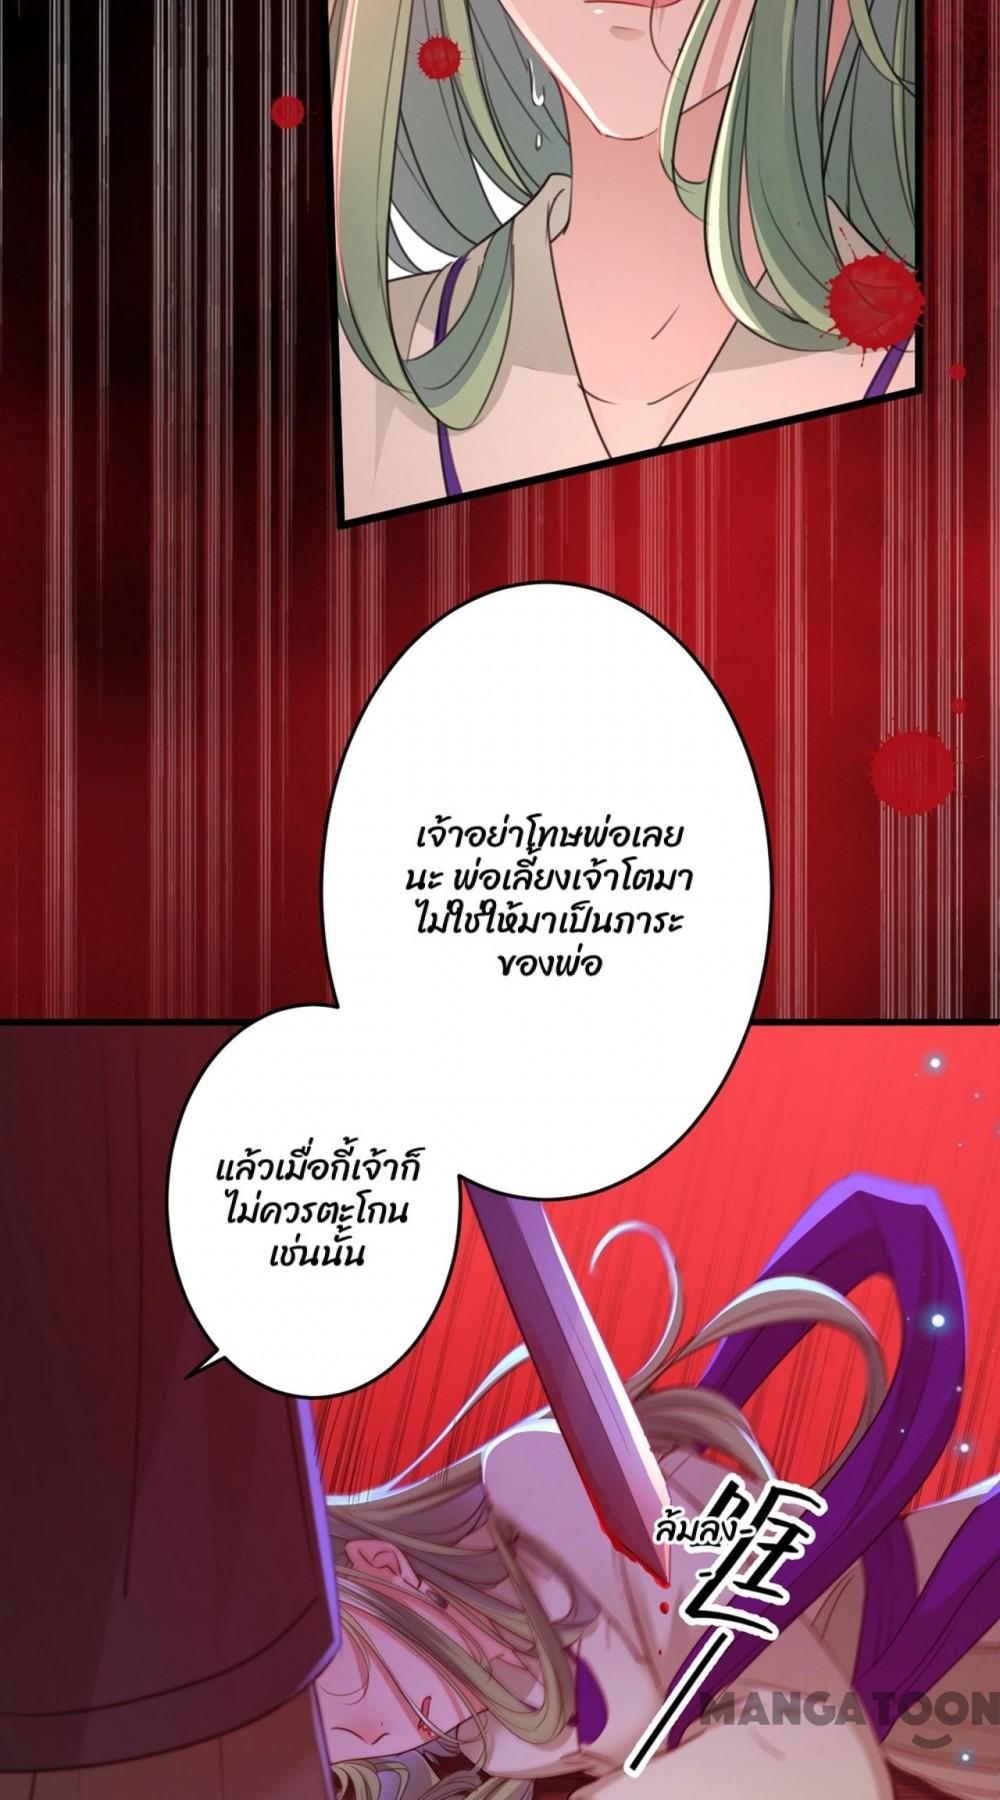 เจ้าอย่าโทษพ่อเลย
นะ พ่อเลี้ยงเจ้าโตมา
ไม่ใช่ให้มาเป็นภาระ
ของพ่อ
แล้วเมื่อกี้เจ้าก็
ไม่ควรตะโกน
เช่นนั้น
ล้มลง-
MANGATOON